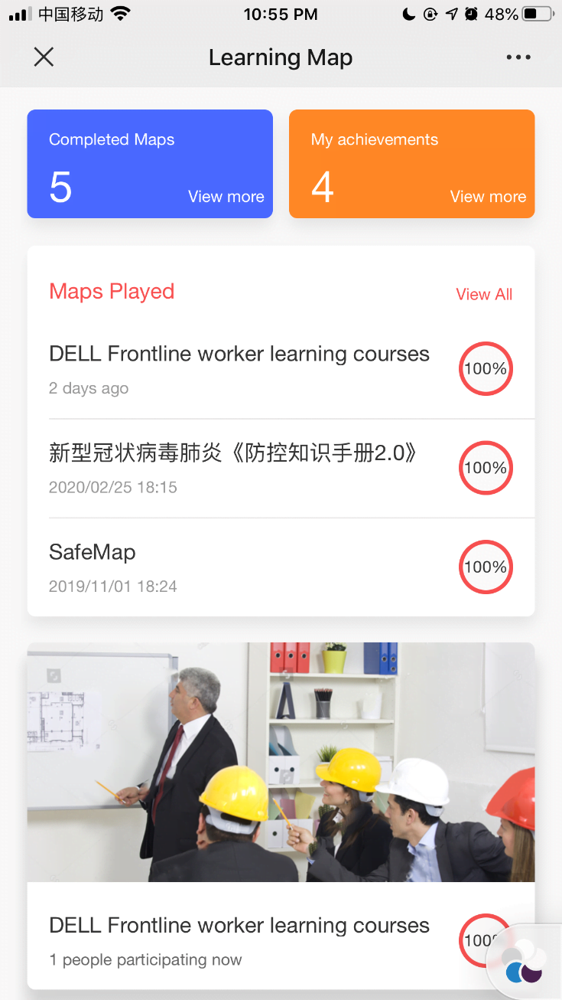 中国移动
10:55 PM
48%
Learning Map
Completed Maps
5
View more
My achievements
4
View more
Maps Played
View All
DELL Frontline worker learning courses
100%
2 days ago
新型冠状病毒肺炎《防控知识手册2.0》
100%
2020/02/25 18:15
SafeMap
100%
2019/11/01 18:24
DELL Frontline worker learning courses
1 people participating now